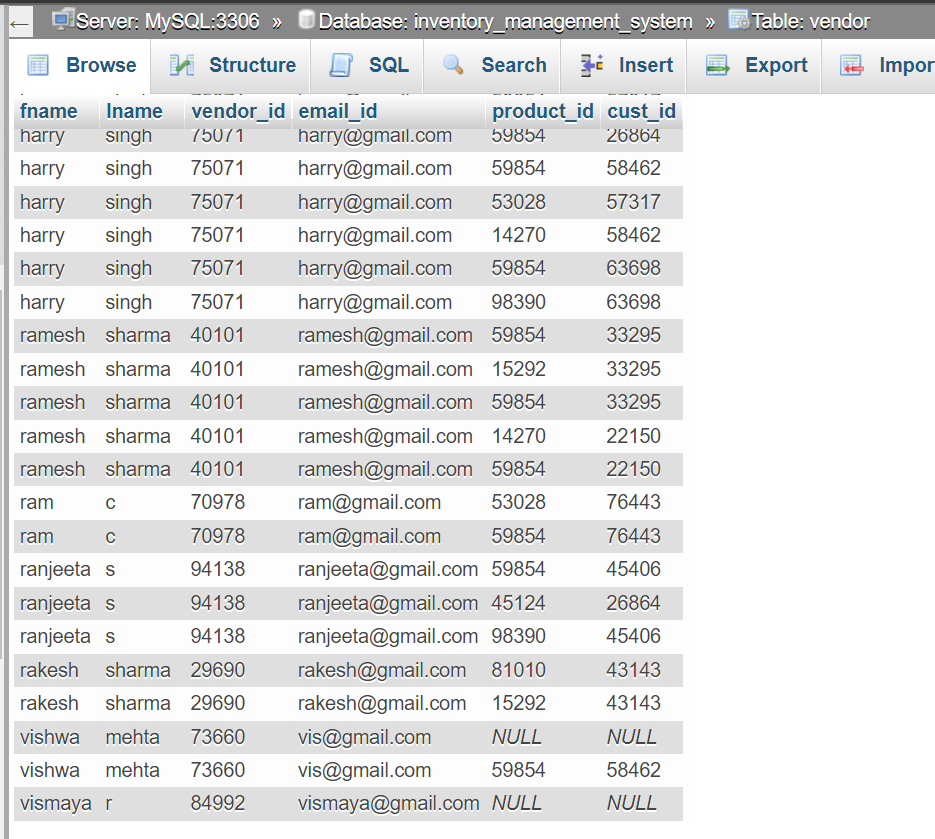 ← Server: MySQL:3306 » Database: inventory_management_system » Table: vendor
Browse Structure SQL Search Insert Export Impor
fname lname vendor_id email_id product_id cust_id
harry singh 75071 harry@gmail.com 59854 26864
harry singh 75071 harry@gmail.com 59854 58462
harry singh 75071 harry@gmail.com 53028 57317
harry singh 75071 harry@gmail.com 14270 58462
harry singh 75071 harry@gmail.com 59854 63698
harry singh 75071 harry@gmail.com 98390 63698
ramesh sharma 40101 ramesh@gmail.com 59854 33295
ramesh sharma 40101 ramesh@gmail.com 15292 33295
ramesh sharma 40101 ramesh@gmail.com 59854 33295
ramesh sharma 40101 ramesh@gmail.com 14270 22150
ramesh sharma 40101 ramesh@gmail.com 59854 22150
ram c 70978 ram@gmail.com 53028 76443
ram c 70978 ram@gmail.com 59854 76443
ranjeeta s 94138 ranjeeta@gmail.com 59854 45406
ranjeeta s 94138 ranjeeta@gmail.com 45124 26864
ranjeeta s 94138 ranjeeta@gmail.com 98390 45406
rakesh sharma 29690 rakesh@gmail.com 81010 43143
rakesh sharma 29690 rakesh@gmail.com 15292 43143
vishwa mehta 73660 vis@gmail.com NULL NULL
vishwa mehta 73660 vis@gmail.com 59854 58462
vismaya r 84992 vismaya@gmail.com NULL NULL